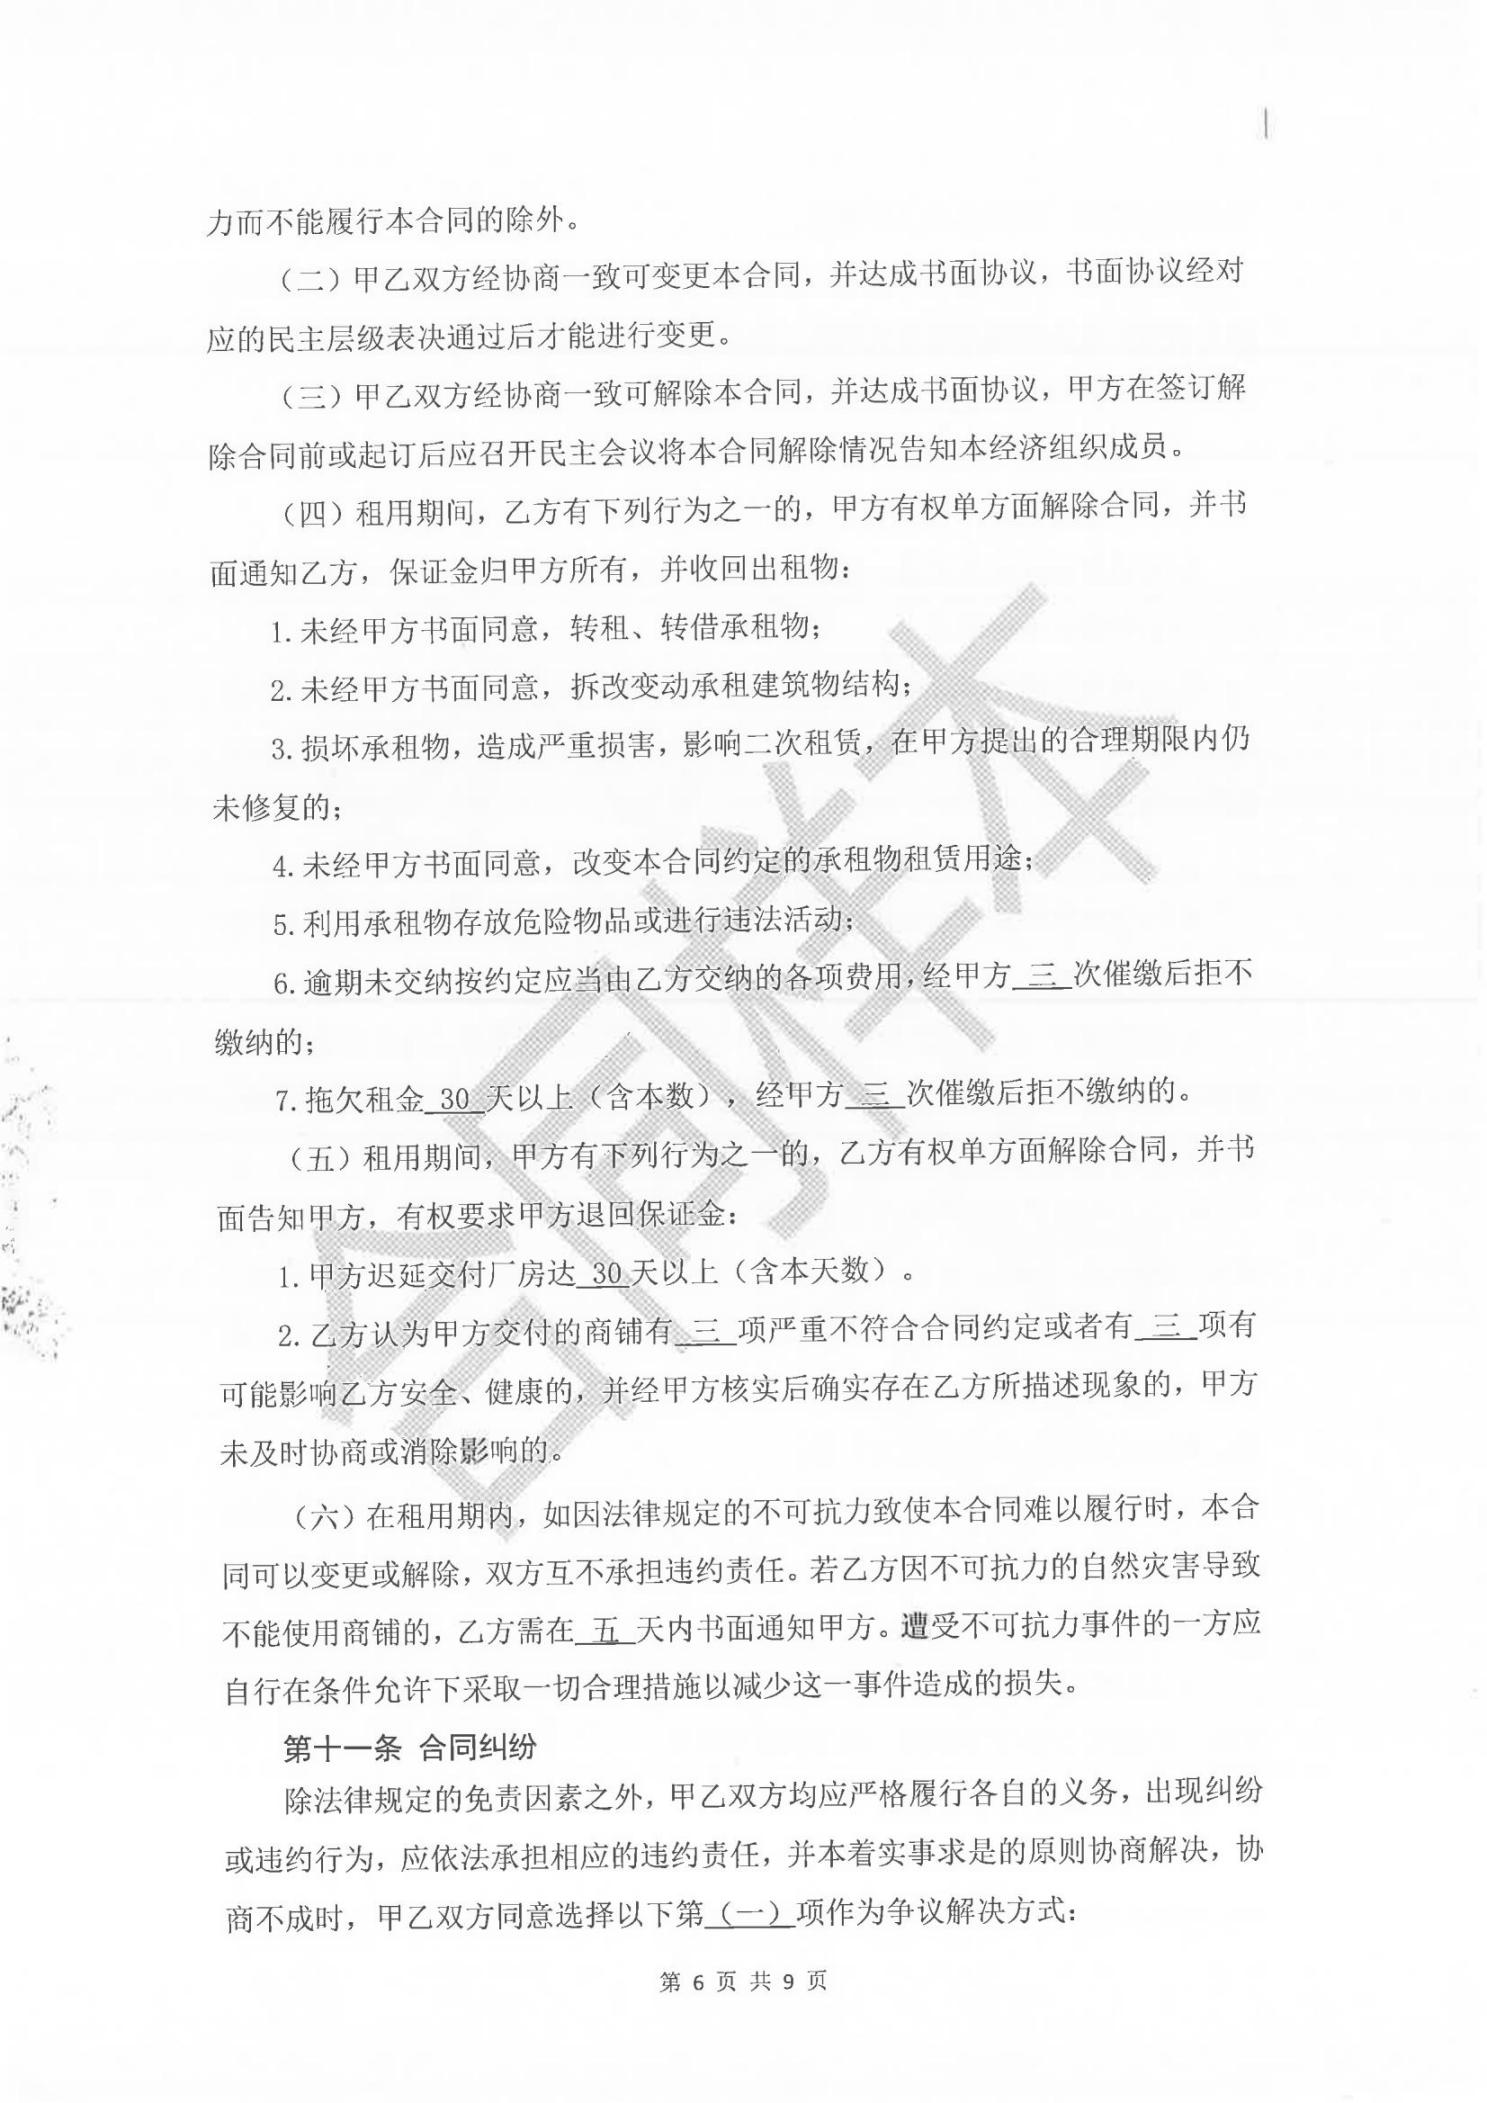 力而不能履行本合同的除外。
（二）甲乙双方经协商一致可变更本合同，并达成书面协议，书面协议经对
应的民主层级表决通过后才能进行变更。
（三）甲乙双方经协商一致可解除本合同，并达成书面协议，甲方在签订解
除合同前或起订后应召开民主会议将本合同解除情况告知本经济组织成员。
（四）租用期间，乙方有下列行为之一的，甲方有权单方面解除合同，并书
面通知乙方，保证金归甲方所有，并收回出租物：
1.未经甲方书面同意，转租、转借承租物；
2.未经甲方书面同意，拆改变动承租建筑物结构；
3.损坏承租物，造成严重损害，影响二次租赁，在甲方提出的合理期限内仍
未修复的；
4.未经甲方书面同意，改变本合同约定的承租物租赁用途；
5.利用承租物存放危险物品或进行违法活动；
6.逾期未交纳按约定应当由乙方交纳的各项费用，经甲方 三 次催缴后拒不
缴纳的；
7.拖欠租金 30 天以上（含本数），经甲方 三 次催缴后拒不缴纳的。
（五）租用期间，甲方有下列行为之一的，乙方有权单方面解除合同，并书
面告知甲方，有权要求甲方退回保证金：
1.甲方迟延交付厂房达 30 天以上（含本天数）。
2.乙方认为甲方交付的商铺有 三 项严重不符合合同约定或者有 三 项有
可能影响乙方安全、健康的，并经甲方核实后确实存在乙方所描述现象的，甲方
未及时协商或消除影响的。
（六）在租用期内，如因法律规定的不可抗力致使本合同难以履行时，本合
同可以变更或解除，双方互不承担违约责任。若乙方因不可抗力的自然灾害导致
不能使用商铺的，乙方需在 五 天内书面通知甲方。遭受不可抗力事件的一方应
自行在条件允许下采取一切合理措施以减少这一事件造成的损失。
第十一条 合同纠纷
除法律规定的免责因素之外，甲乙双方均应严格履行各自的义务，出现纠纷
或违约行为，应依法承担相应的违约责任，并本着实事求是的原则协商解决，协
商不成时，甲乙双方同意选择以下第（一）项作为争议解决方式：
第 6 页 共 9 页
合同样本